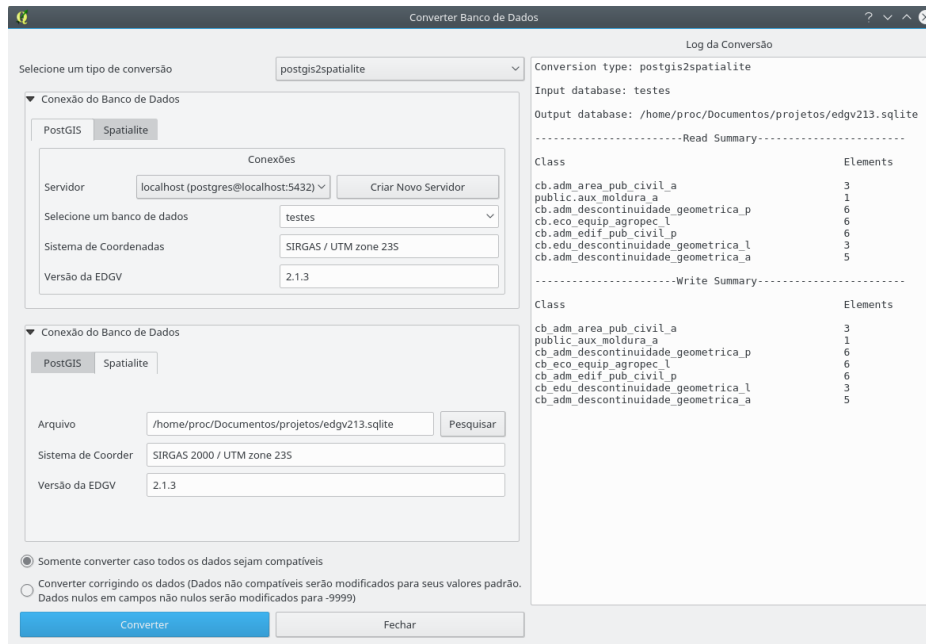 Converter Banco de Dados
Selecione um tipo de conversão
postgis2spatialite
Conexão do Banco de Dados
PostGIS
Spatialite
Conexões
Servidor
localhost (postgres@localhost:5432)
Criar Novo Servidor
Selecione um banco de dados
testes
Sistema de Coordenadas
SIRGAS / UTM zone 23S
Versão da EDGV
2.1.3
Conexão do Banco de Dados
PostGIS
Spatialite
Arquivo
/home/proc/Documentos/projetos/edgv213.sqlite
Pesquisar
Sistema de Coorder
SIRGAS 2000 / UTM zone 23S
Versão da EDGV
2.1.3
Somente converter caso todos os dados sejam compatíveis
Converter corrigindo os dados (Dados não compatíveis serão modificados para seus valores padrão.
Dados nulos em campos não nulos serão modificados para -9999)
Converter
Fechar
Log da Conversão
Conversion type: postgis2spatialite
Input database: testes
Output database: /home/proc/Documentos/projetos/edgv213.sqlite
------------------------Read Summary------------------------
Class Elements
cb.adm_area_pub_civil_a 3
public.aux_moldura_a 1
cb.adm_descontinuidade_geometrica_p 6
cb.eco_equip_agropec_l 6
cb.adm_edif_pub_civil_p 6
cb.edu_descontinuidade_geometrica_l 3
cb.adm_descontinuidade_geometrica_a 5
-----------------------Write Summary------------------------
Class Elements
cb_adm_area_pub_civil_a 3
public_aux_moldura_a 1
cb_adm_descontinuidade_geometrica_p 6
cb_eco_equip_agropec_l 6
cb_adm_edif_pub_civil_p 6
cb_edu_descontinuidade_geometrica_l 3
cb_adm_descontinuidade_geometrica_a 5